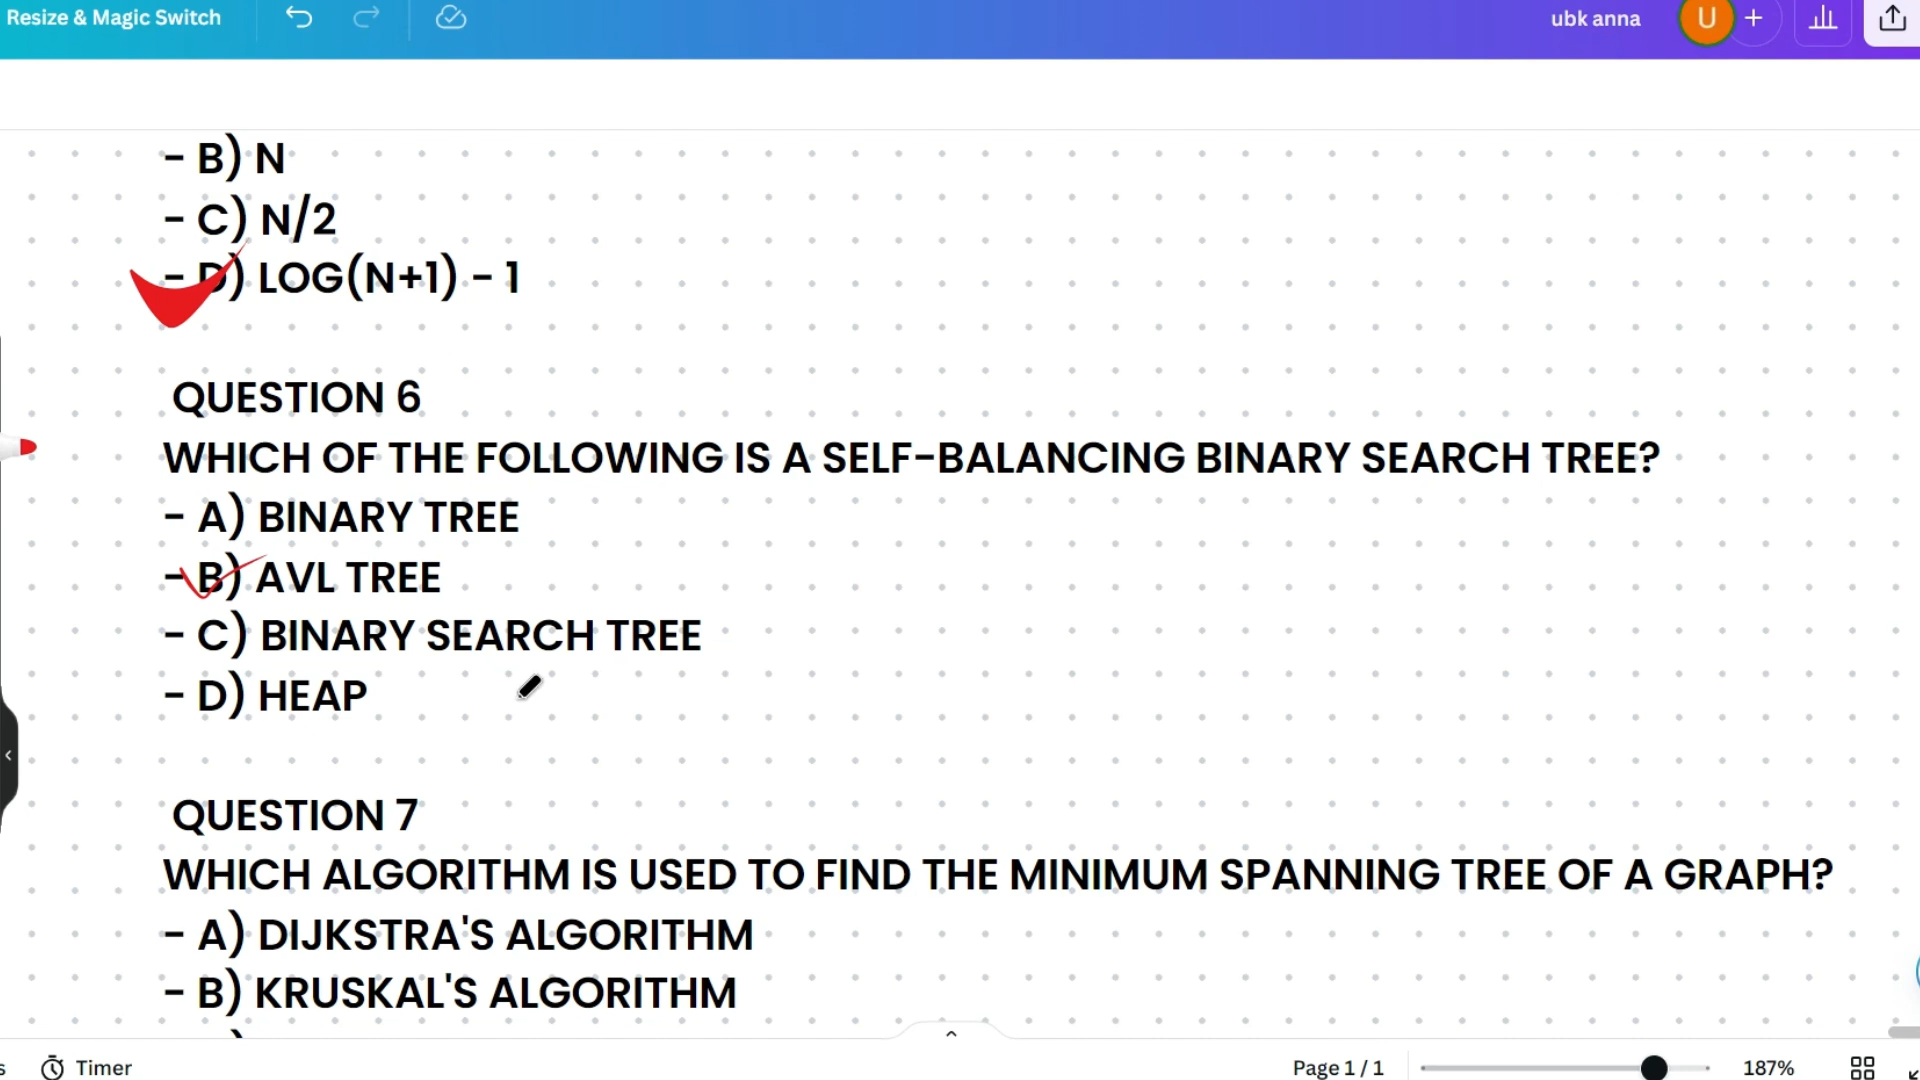 Resize & Magic Switch
ubk anna
U
- B) N
- C) N/2
- D) LOG(N+1) - 1
QUESTION 6
WHICH OF THE FOLLOWING IS A SELF-BALANCING BINARY SEARCH TREE?
- A) BINARY TREE
- B) AVL TREE
- C) BINARY SEARCH TREE
- D) HEAP
QUESTION 7
WHICH ALGORITHM IS USED TO FIND THE MINIMUM SPANNING TREE OF A GRAPH?
- A) DIJKSTRA'S ALGORITHM
- B) KRUSKAL'S ALGORITHM
Timer
Page 1 / 1
187%